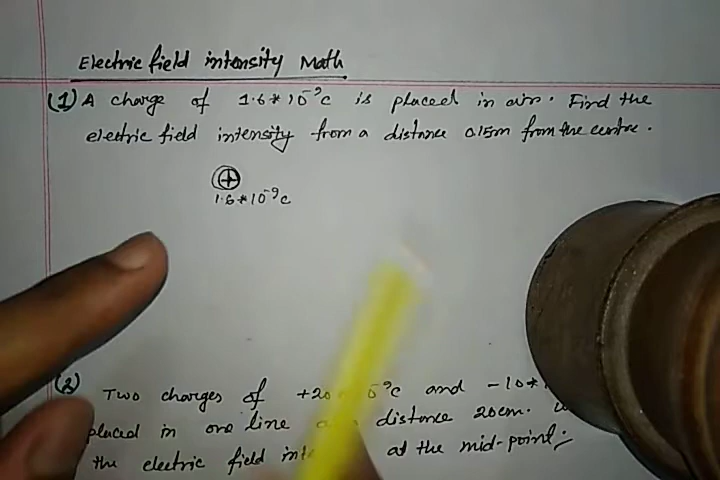 Electric field intensity Math
(1) A charge of 1.6*10⁻⁹c is placed in air. Find the
electric field intensity from a distance 0.15m from the centre.
+
1.6*10⁻⁹c
(2) Two charges of +20 ⁻⁹c and -10*
placed in one line distance 20cm.
the electric field at the mid-point:-